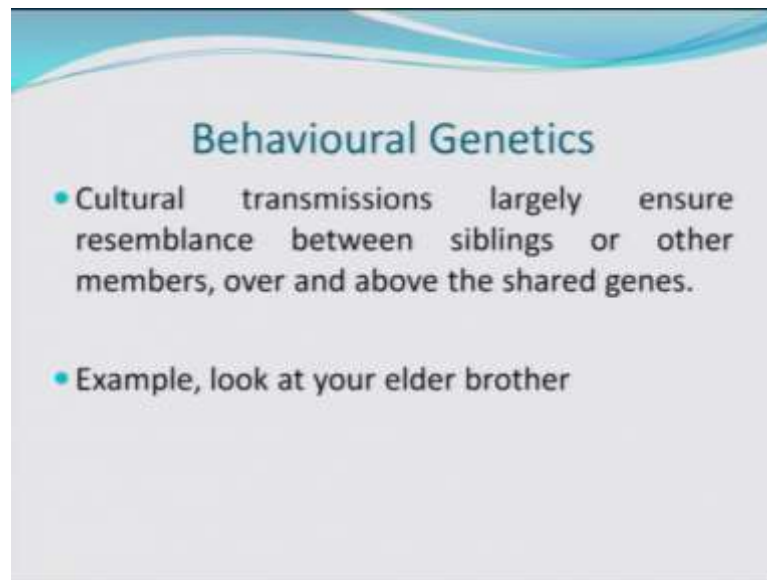 Behavioural Genetics
• Cultural transmissions largely ensure
resemblance between siblings or other
members, over and above the shared genes.
• Example, look at your elder brother